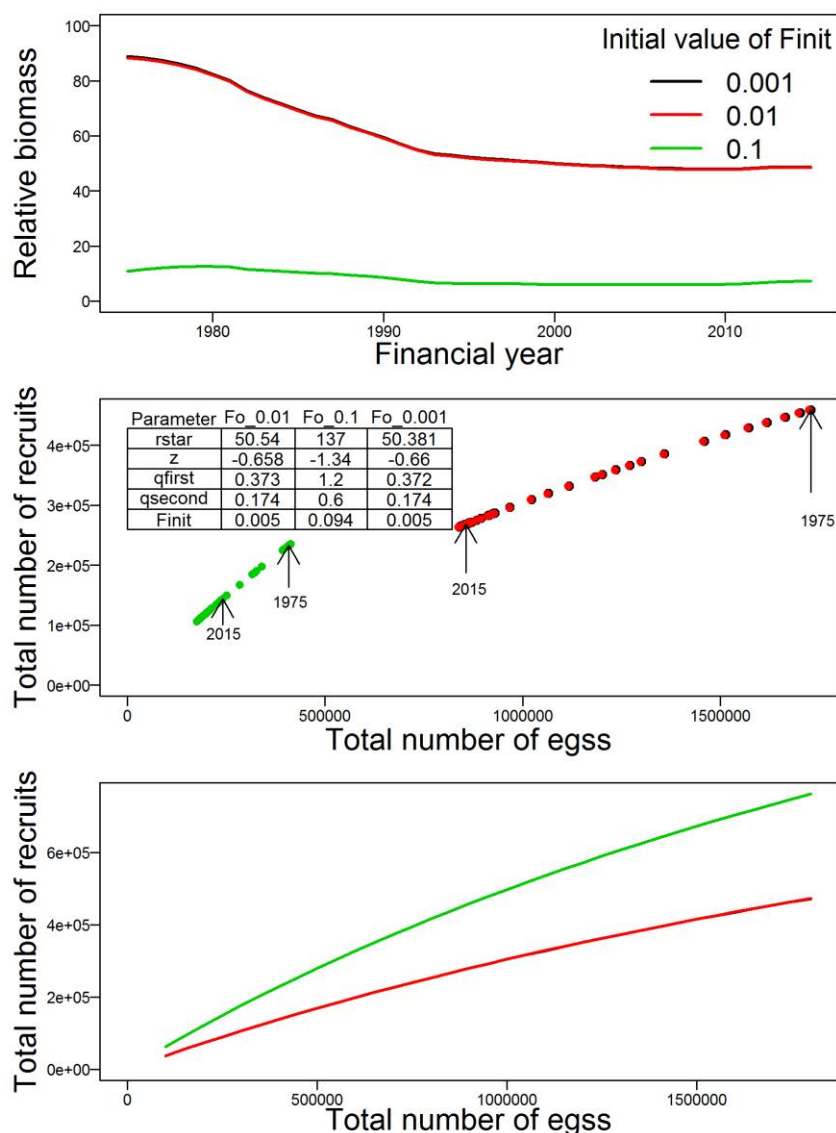 Initial value of Finit
0.001
0.01
0.1
100
80
60
40
20
0
Relative biomass
1980 1990 2000 2010
Financial year
Parameter Fo_0.01 Fo_0.1 Fo_0.001
rstar 50.54 137 50.381
z -0.658 -1.34 -0.66
qfirst 0.373 1.2 0.372
qsecond 0.174 0.6 0.174
Finit 0.005 0.094 0.005
4e+05
3e+05
2e+05
1e+05
0e+00
Total number of recruits
2015
1975
2015
1975
0 500000 1000000 1500000
Total number of egss
6e+05
4e+05
2e+05
0e+00
Total number of recruits
0 500000 1000000 1500000
Total number of egss